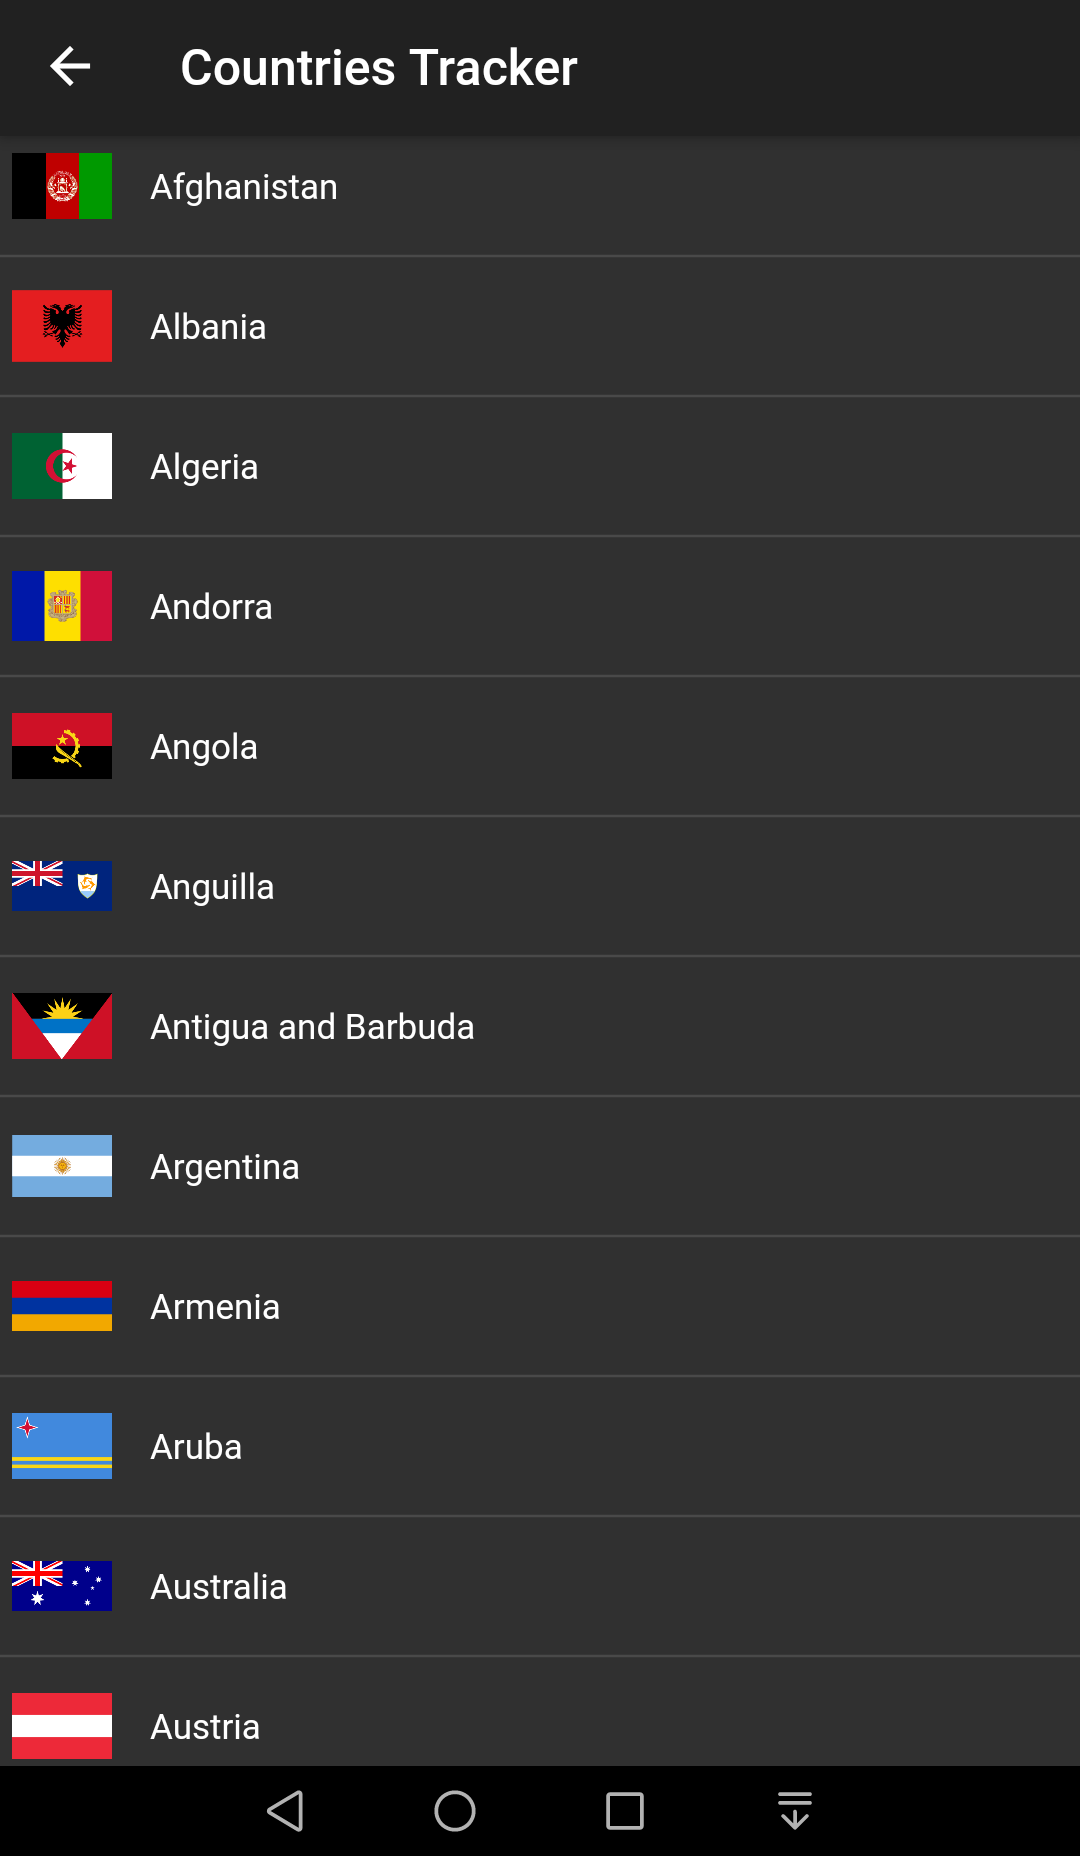 Countries Tracker
Afghanistan
Albania
Algeria
Andorra
Angola
Anguilla
Antigua and Barbuda
Argentina
Armenia
Aruba
Australia
Austria